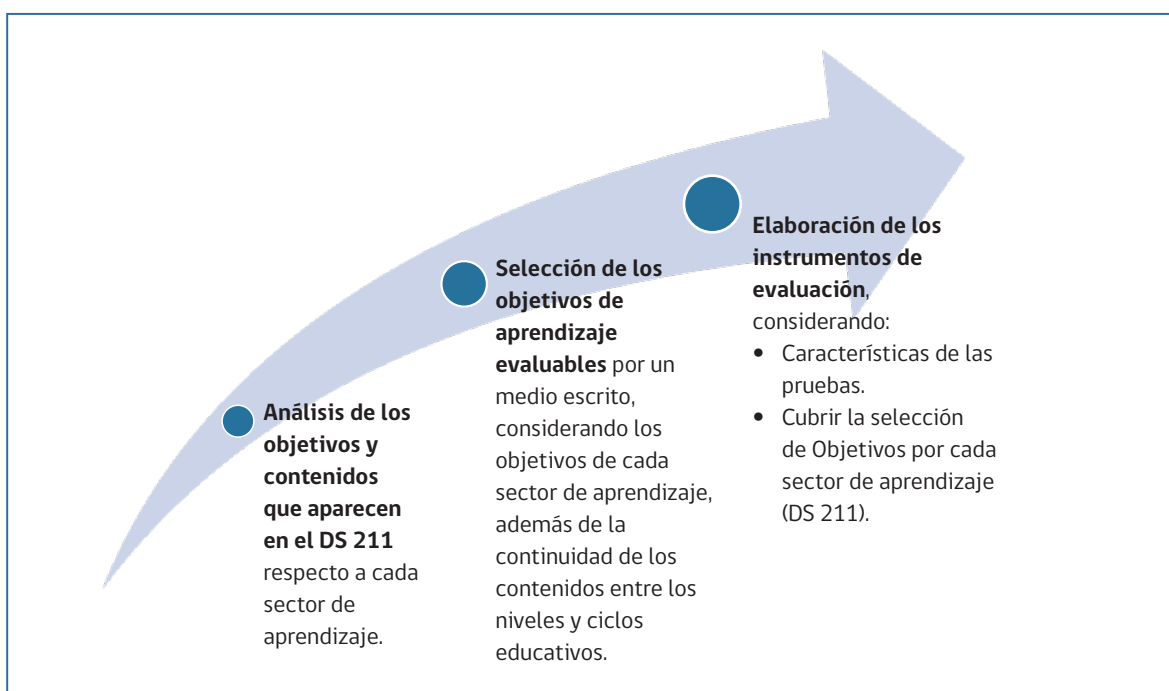 Análisis de los
objetivos y
contenidos
que aparecen
en el DS 211
respecto a cada
sector de
aprendizaje.
Selección de los
objetivos de
aprendizaje
evaluables por un
medio escrito,
considerando los
objetivos de cada
sector de aprendizaje,
además de la
continuidad de los
contenidos entre los
niveles y ciclos
educativos.
Elaboración de los
instrumentos de
evaluación,
considerando:
• Características de las
pruebas.
• Cubrir la selección
de Objetivos por cada
sector de aprendizaje
(DS 211).